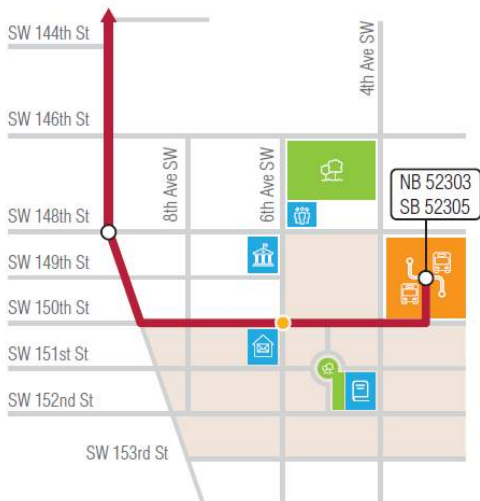 SW 144th St
4th Ave SW
SW 146th St
8th Ave SW
6th Ave SW
NB 52303
SB 52305
SW 148th St
SW 149th St
SW 150th St
SW 151st St
SW 152nd St
SW 153rd St